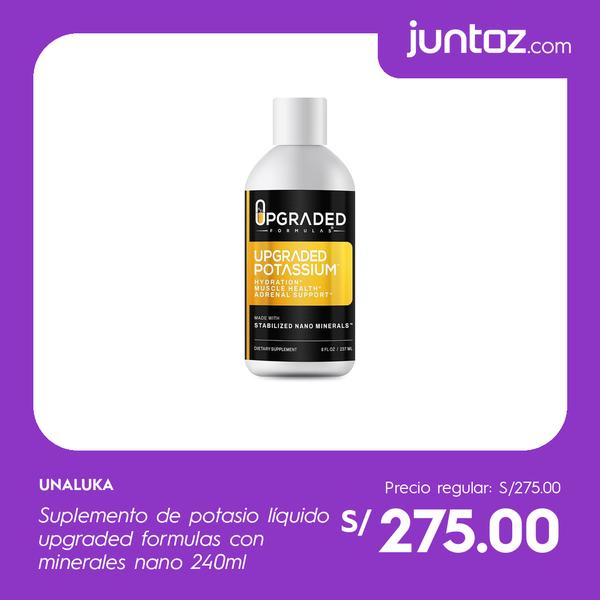 juntoz.com
UPGRADED
FORMULAS®
UPGRADED
POTASSIUM™
HYDRATION*
MUSCLE HEALTH*
ADRENAL SUPPORT*
MADE WITH
STABILIZED NANO MINERALS™
DIETARY SUPPLEMENT 8 FL OZ / 237 ML
UNALUKA
Suplemento de potasio líquido
upgraded formulas con
minerales nano 240ml
Precio regular: S/275.00
S/ 275.00